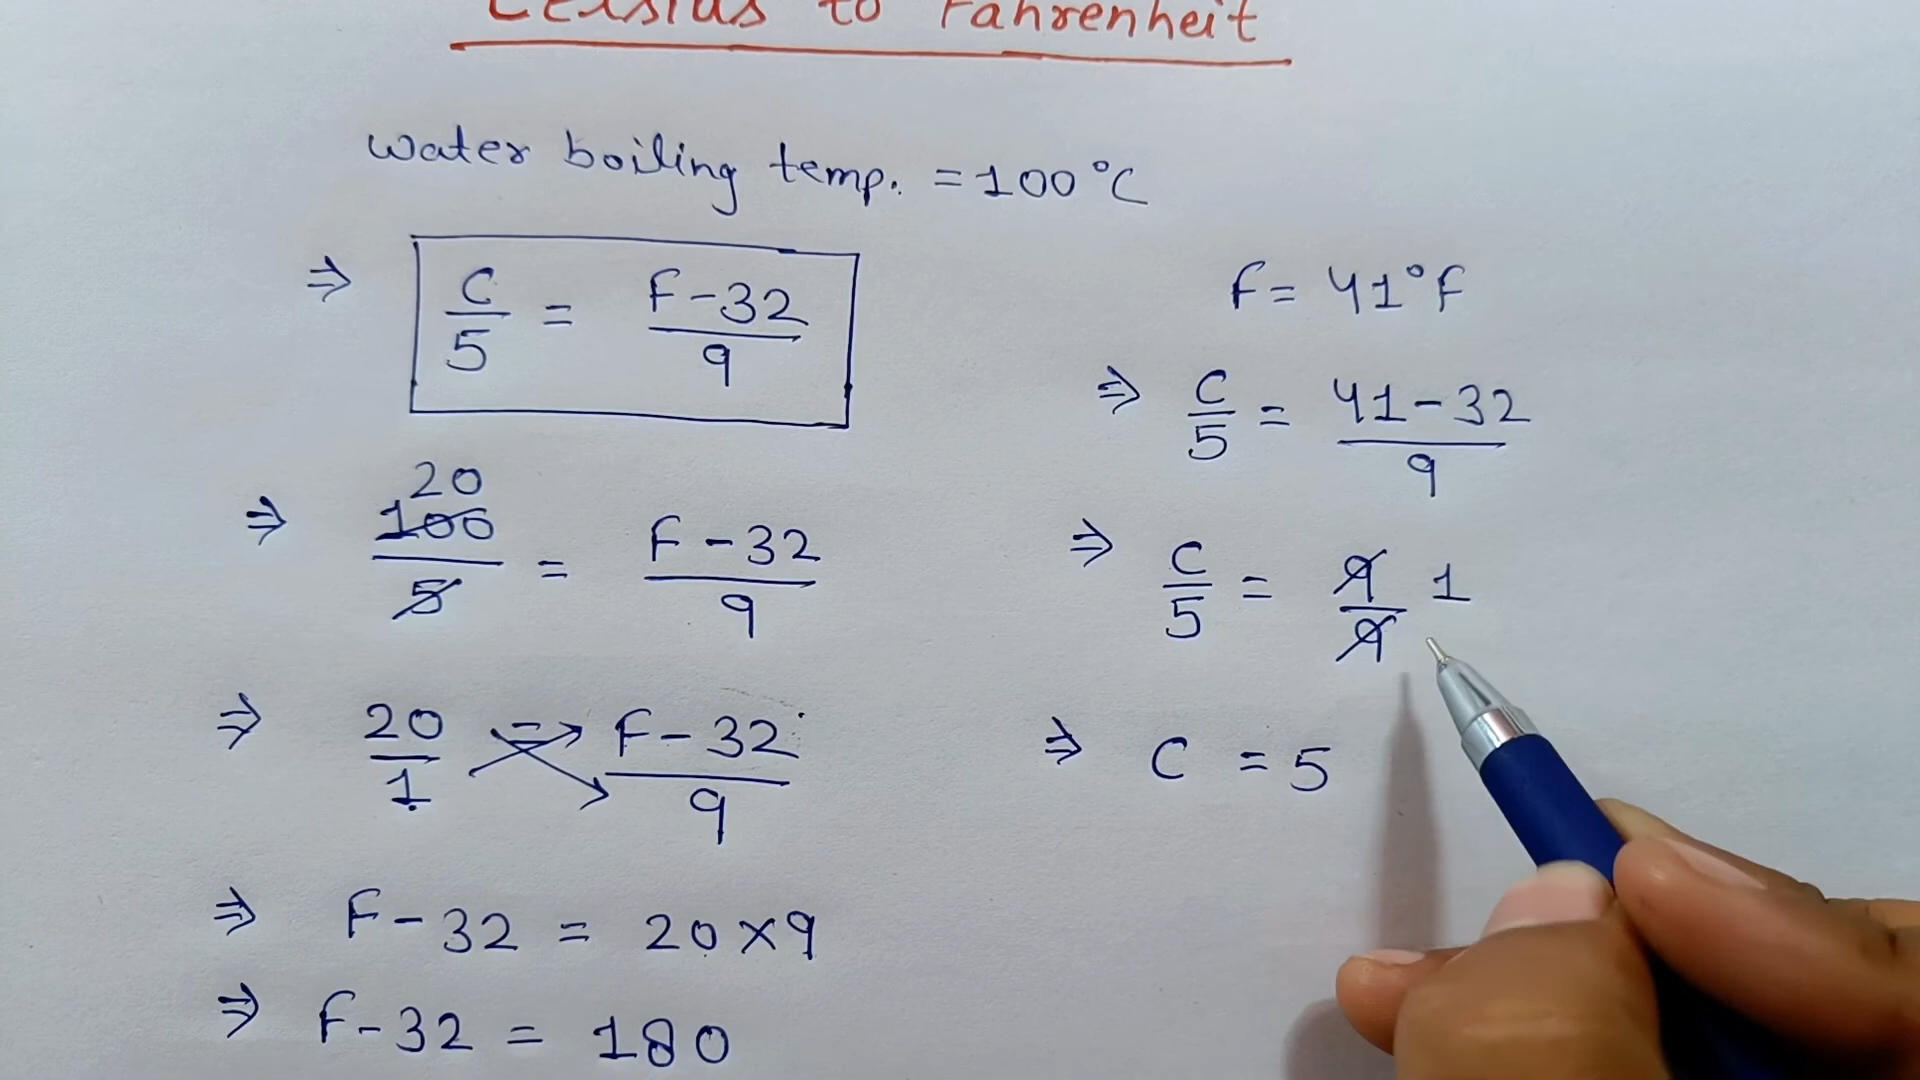 Celsius to Fahrenheit
Water boiling temp. = 100°C
⇒ C/5 = F-32/9
⇒ 20
100/5 = F-32/9
⇒ 20/1 = F-32/9
⇒ F-32 = 20×9
⇒ F-32 = 180
F = 41°F
⇒ C/5 = 41-32/9
⇒ C/5 = 9/9 1
⇒ C = 5